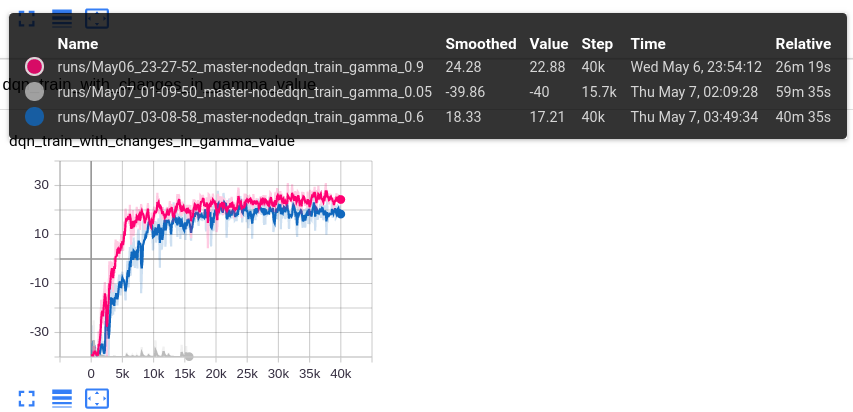 Name Smoothed Value Step Time Relative
runs/May06_23-27-52_master-nodedqn_train_gamma_0.9 24.28 22.88 40k Wed May 6, 23:54:12 26m 19s
dqn_train_with_changes_in_gamma_value
runs/May07_01-09-50_master-nodedqn_train_gamma_0.05 -39.86 -40 15.7k Thu May 7, 02:09:28 59m 35s
runs/May07_03-08-58_master-nodedqn_train_gamma_0.6 18.33 17.21 40k Thu May 7, 03:49:34 40m 35s
dqn_train_with_changes_in_gamma_value
30
10
-10
-30
0 5k 10k 15k 20k 25k 30k 35k 40k